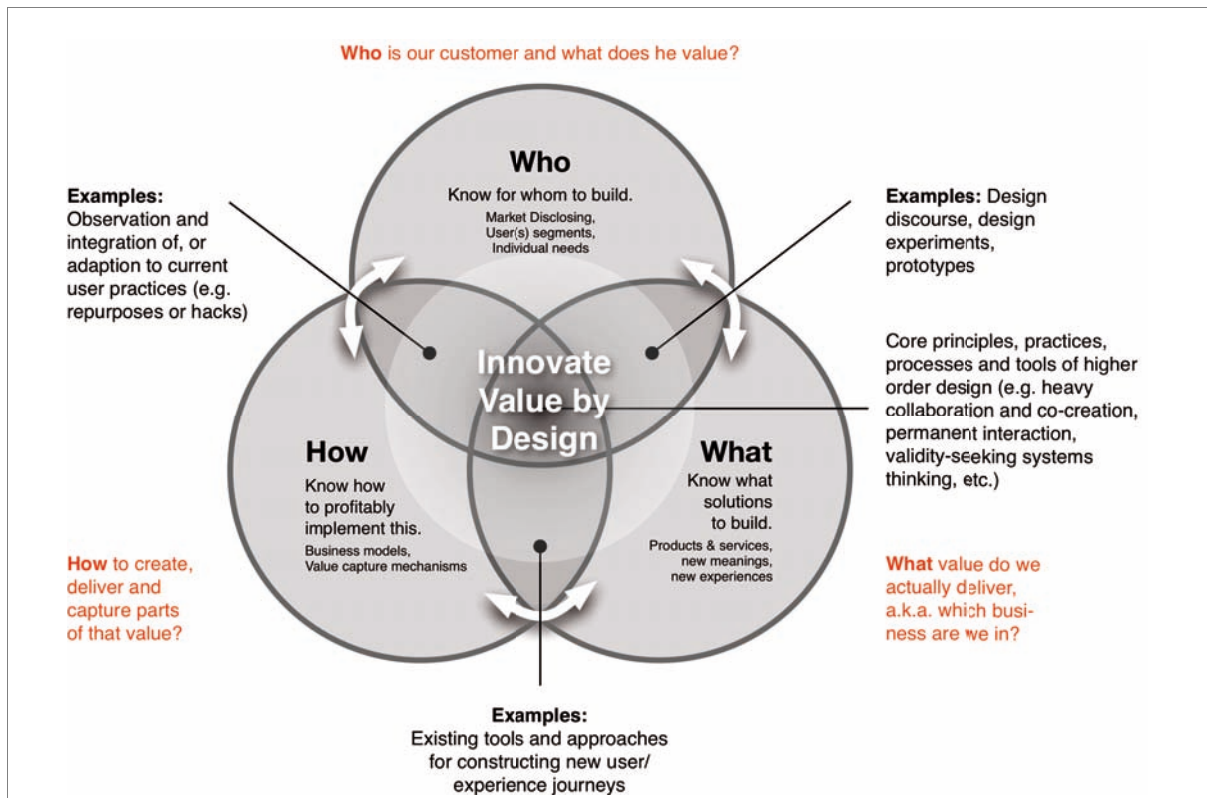 Who is our customer and what does he value?
Who
Know for whom to build.
Market Disclosing,
User(s) segments,
Individual needs
Examples:
Observation and
integration of, or
adaption to current
user practices (e.g.
repurposes or hacks)
Examples: Design
discourse, design
experiments,
prototypes
Innovate
Value by
Design
Core principles, practices,
processes and tools of higher
order design (e.g. heavy
collaboration and co-creation,
permanent interaction,
validity-seeking systems
thinking, etc.)
How
Know how
to profitably
implement this.
Business models,
Value capture mechanisms
What
Know what
solutions
to build.
Products & services,
new meanings,
new experiences
How to create,
deliver and
capture parts
of that value?
What value do we
actually deliver,
a.k.a. which busi-
ness are we in?
Examples:
Existing tools and approaches
for constructing new user/
experience journeys